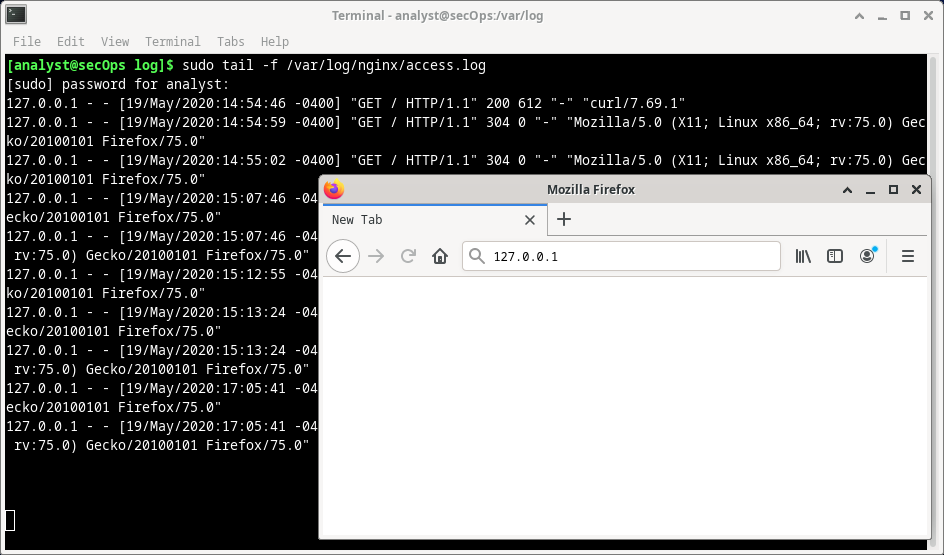 Terminal - analyst@secOps:/var/log
File Edit View Terminal Tabs Help
[analyst@secOps log]$ sudo tail -f /var/log/nginx/access.log
[sudo] password for analyst:
127.0.0.1 - - [19/May/2020:14:54:46 -0400] "GET / HTTP/1.1" 200 612 "-" "curl/7.69.1"
127.0.0.1 - - [19/May/2020:14:54:59 -0400] "GET / HTTP/1.1" 304 0 "-" "Mozilla/5.0 (X11; Linux x86_64; rv:75.0) Gec
ko/20100101 Firefox/75.0"
127.0.0.1 - - [19/May/2020:14:55:02 -0400] "GET / HTTP/1.1" 304 0 "-" "Mozilla/5.0 (X11; Linux x86_64; rv:75.0) Gec
ko/20100101 Firefox/75.0"
127.0.0.1 - - [19/May/2020:15:07:46 -04
ecko/20100101 Firefox/75.0"
127.0.0.1 - - [19/May/2020:15:07:46 -04
rv:75.0) Gecko/20100101 Firefox/75.0"
127.0.0.1 - - [19/May/2020:15:12:55 -04
ko/20100101 Firefox/75.0"
127.0.0.1 - - [19/May/2020:15:13:24 -04
ecko/20100101 Firefox/75.0"
127.0.0.1 - - [19/May/2020:15:13:24 -04
rv:75.0) Gecko/20100101 Firefox/75.0"
127.0.0.1 - - [19/May/2020:17:05:41 -04
ecko/20100101 Firefox/75.0"
127.0.0.1 - - [19/May/2020:17:05:41 -04
rv:75.0) Gecko/20100101 Firefox/75.0"
Mozilla Firefox
New Tab
127.0.0.1